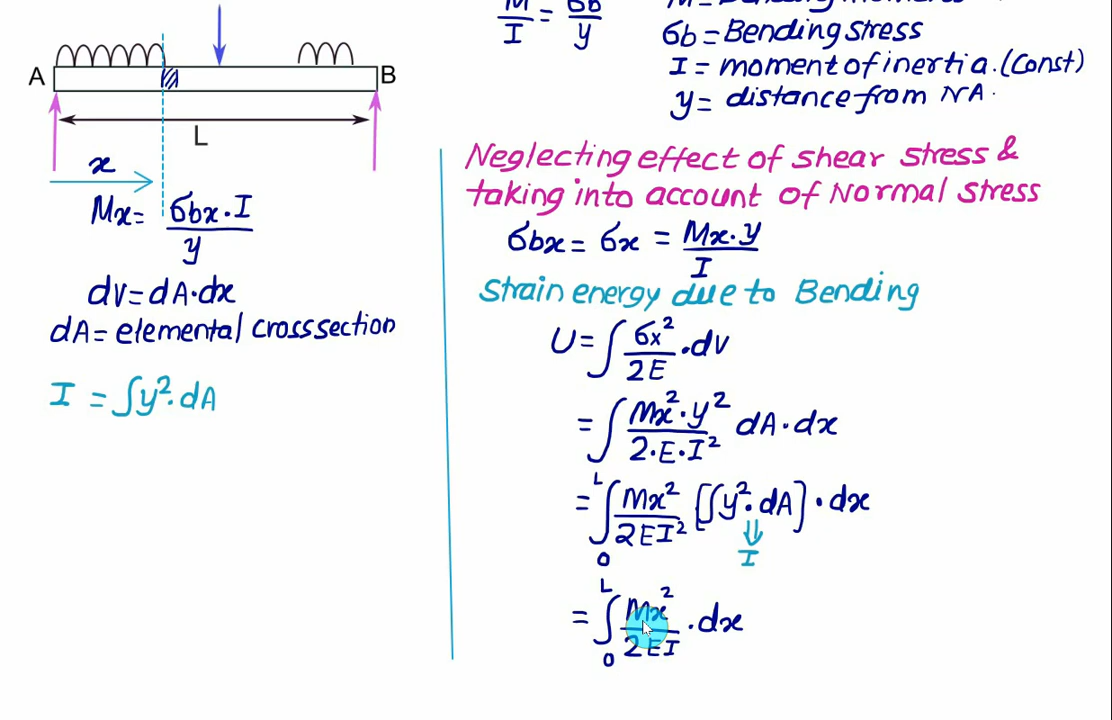 A
B
L
x
Mx = σbx·I / y
dv = dA·dx
dA = elemental crosssection
I = ∫y²·dA
M/I = σb/y
σb = Bending stress
I = moment of inertia. (Const)
y = distance from NA.
Neglecting effect of shear stress &
taking into account of Normal stress
σbx = σx = Mx·y / I
Strain energy due to Bending
U = ∫ σx² / 2E · dv
= ∫ Mx²·y² / 2·E·I² dA·dx
= ∫₀ᴸ Mx² / 2EI² [∫y²·dA]·dx
⇓
I
= ∫₀ᴸ Mx² / 2EI · dx